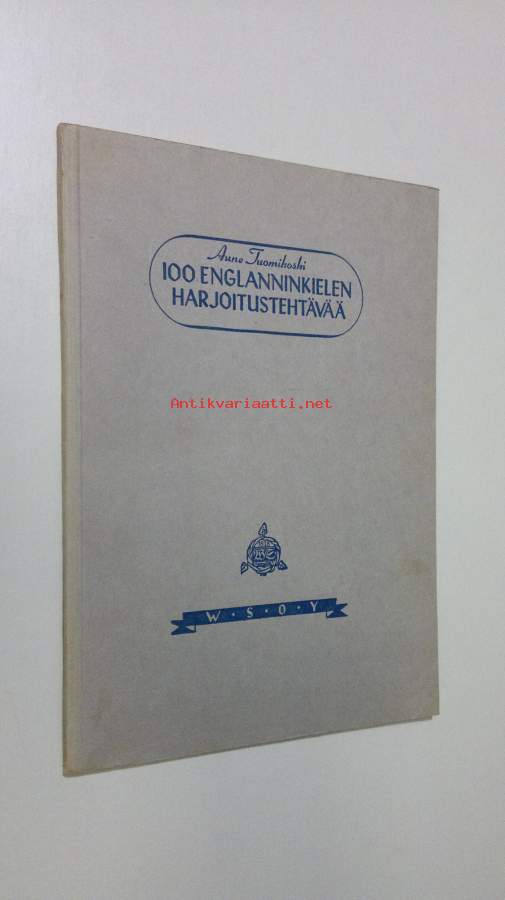 Aune Tuomikoski
100 ENGLANNINKIELEN
HARJOITUSTEHTÄVÄÄ
Antikvariaatti.net
W·S·O·Y